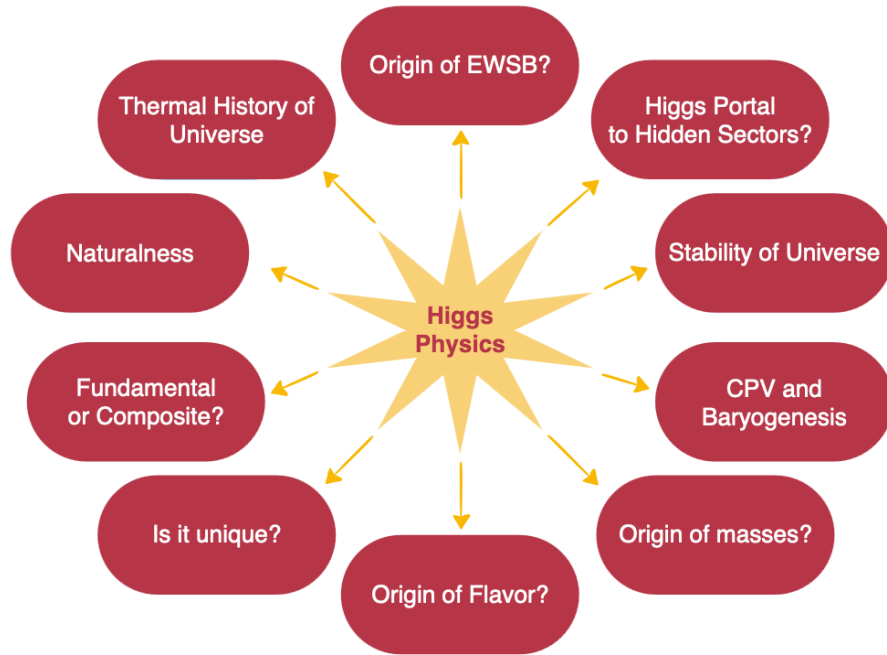 Origin of EWSB?
Thermal History of
Universe
Higgs Portal
to Hidden Sectors?
Naturalness
Stability of Universe
Higgs
Physics
Fundamental
or Composite?
CPV and
Baryogenesis
Is it unique?
Origin of masses?
Origin of Flavor?